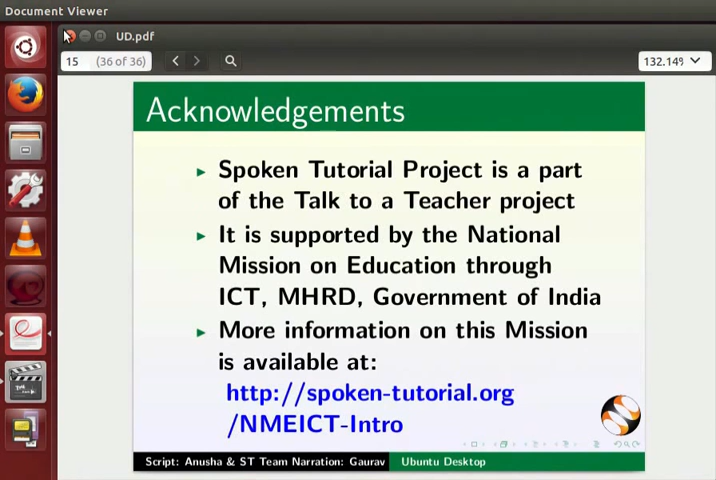 Document Viewer
UD.pdf
15 (36 of 36)
132.14%
Acknowledgements
Spoken Tutorial Project is a part
of the Talk to a Teacher project
It is supported by the National
Mission on Education through
ICT, MHRD, Government of India
More information on this Mission
is available at:
http://spoken-tutorial.org
/NMEICT-Intro
Script: Anusha & ST Team Narration: Gaurav Ubuntu Desktop